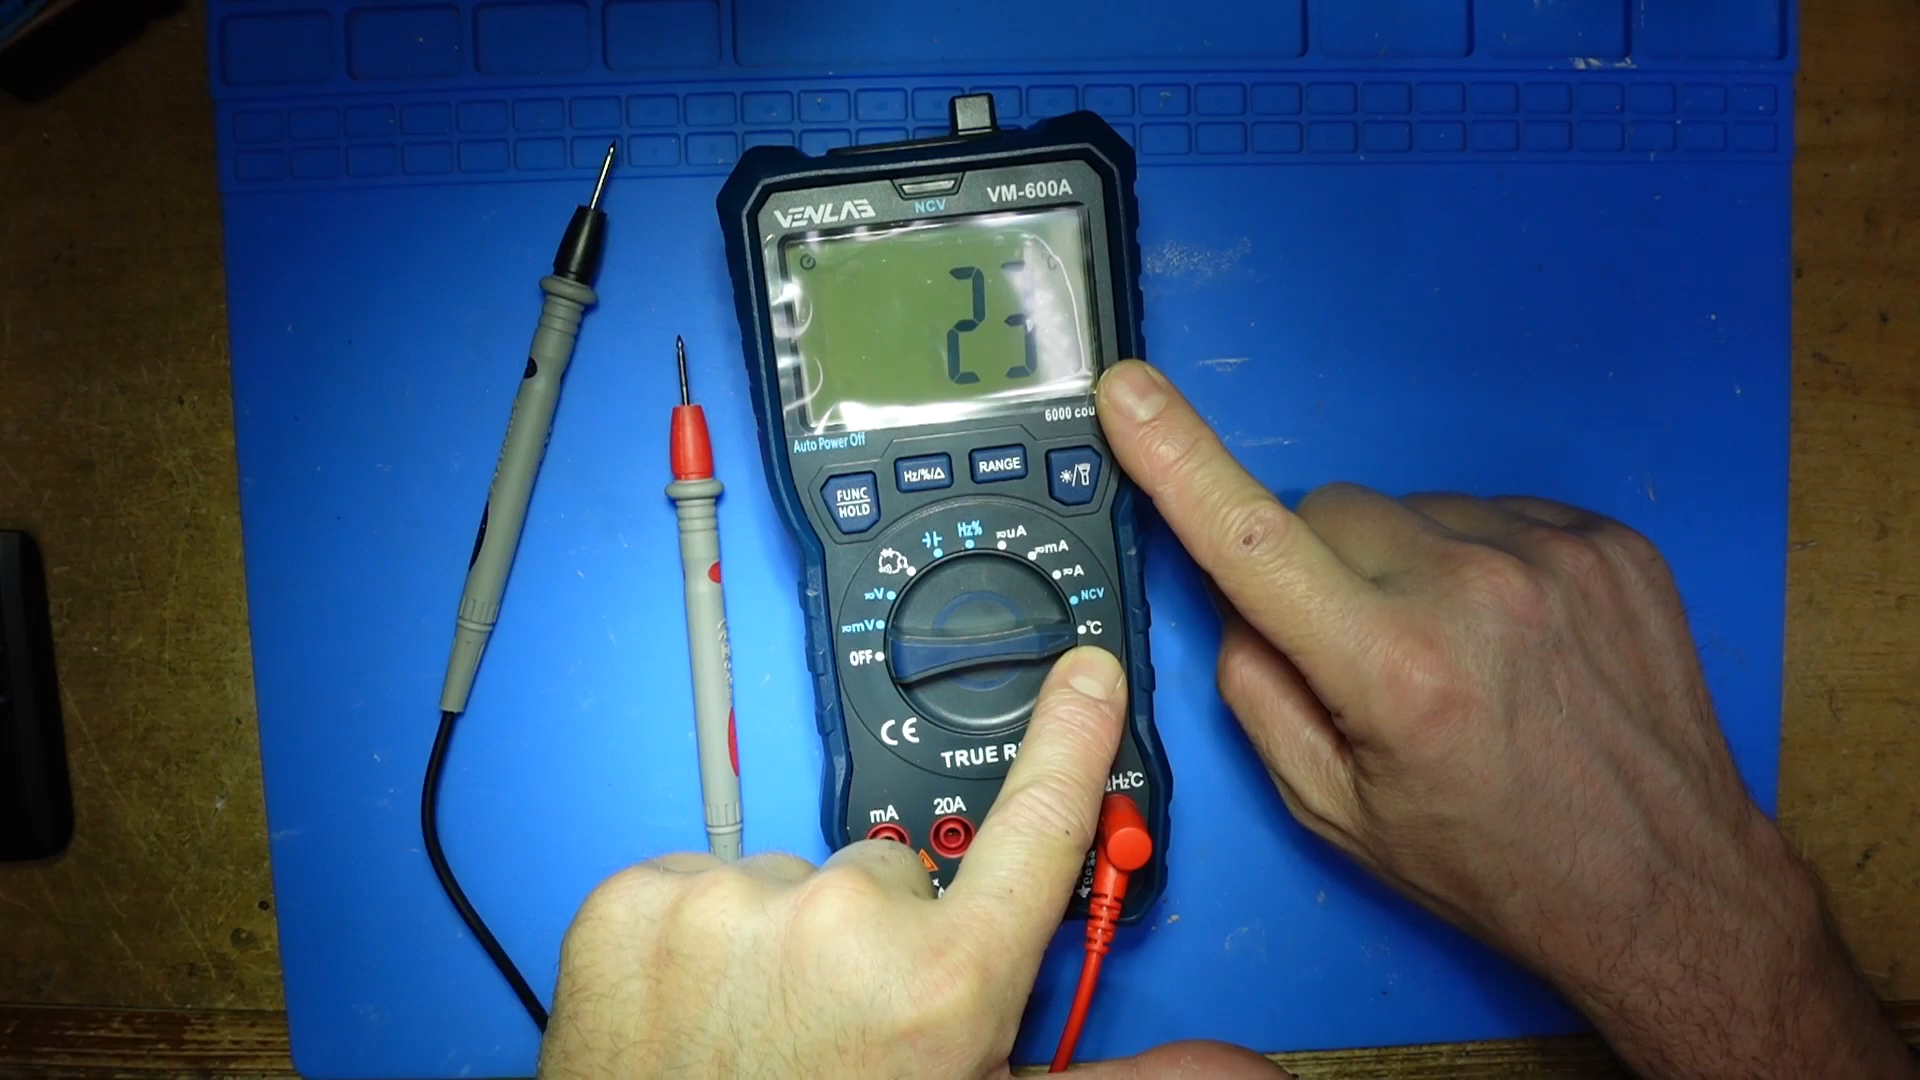 VENLAB
NCV
VM-600A
23
°C
6000 cou
Auto Power Off
FUNC
HOLD
Hz/%/Δ
RANGE
Hz%
uA
mA
A
NCV
°C
V
mV
OFF
CE
TRUE R
mA
20A
Hz°C